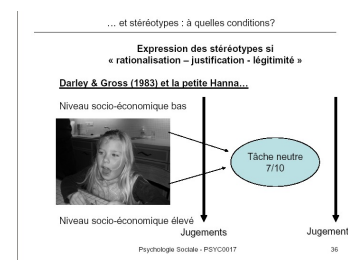 … et stéréotypes : à quelles conditions?
Expression des stéréotypes si
« rationalisation – justification - légitimité »
Darley & Gross (1983) et la petite Hanna…
Niveau socio-économique bas
Tâche neutre
7/10
Niveau socio-économique élevé
Jugements
Jugement
Psychologie Sociale - PSYC0017
36